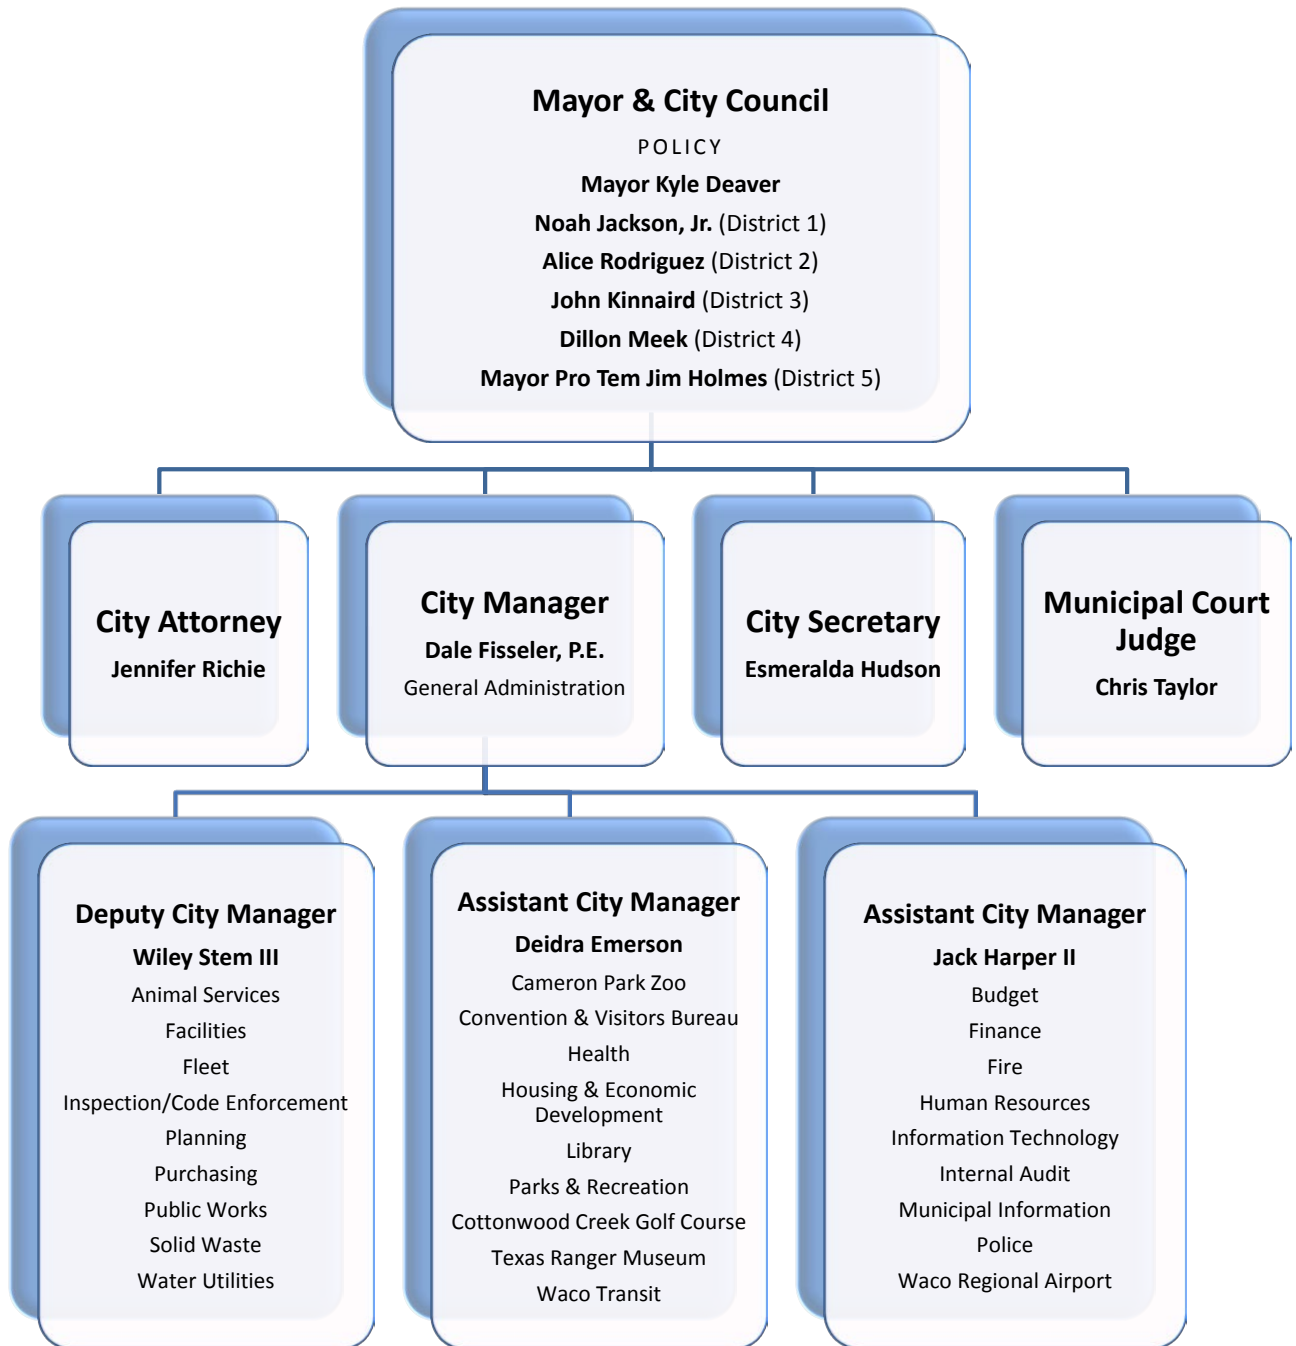 Mayor & City Council
POLICY
Mayor Kyle Deaver
Noah Jackson, Jr. (District 1)
Alice Rodriguez (District 2)
John Kinnaird (District 3)
Dillon Meek (District 4)
Mayor Pro Tem Jim Holmes (District 5)
City Attorney
Jennifer Richie
City Manager
Dale Fisseler, P.E.
General Administration
City Secretary
Esmeralda Hudson
Municipal Court
Judge
Chris Taylor
Deputy City Manager
Wiley Stem III
Animal Services
Facilities
Fleet
Inspection/Code Enforcement
Planning
Purchasing
Public Works
Solid Waste
Water Utilities
Assistant City Manager
Deidra Emerson
Cameron Park Zoo
Convention & Visitors Bureau
Health
Housing & Economic
Development
Library
Parks & Recreation
Cottonwood Creek Golf Course
Texas Ranger Museum
Waco Transit
Assistant City Manager
Jack Harper II
Budget
Finance
Fire
Human Resources
Information Technology
Internal Audit
Municipal Information
Police
Waco Regional Airport